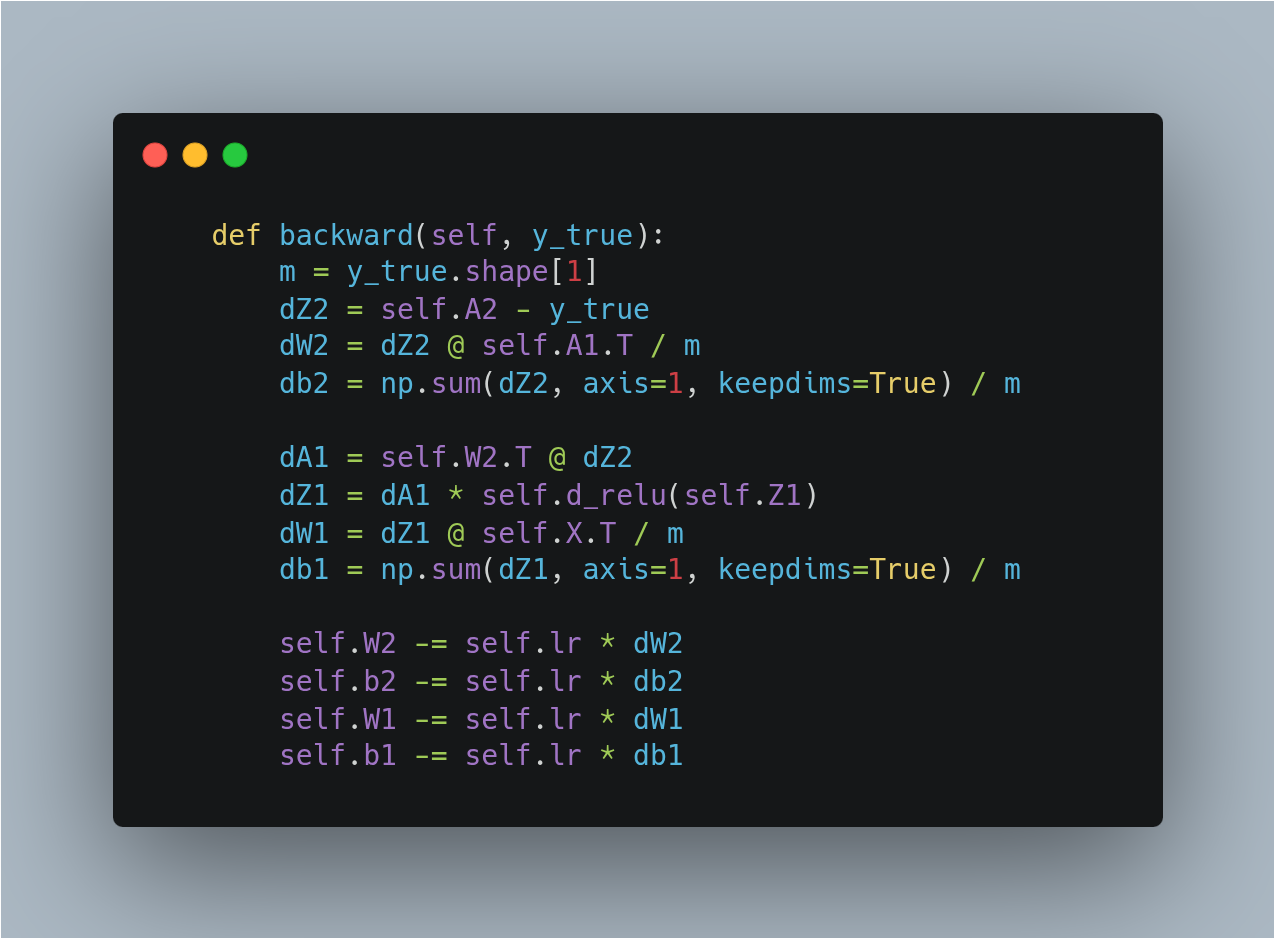 def backward(self, y_true):
    m = y_true.shape[1]
    dZ2 = self.A2 - y_true
    dW2 = dZ2 @ self.A1.T / m
    db2 = np.sum(dZ2, axis=1, keepdims=True) / m

    dA1 = self.W2.T @ dZ2
    dZ1 = dA1 * self.d_relu(self.Z1)
    dW1 = dZ1 @ self.X.T / m
    db1 = np.sum(dZ1, axis=1, keepdims=True) / m

    self.W2 -= self.lr * dW2
    self.b2 -= self.lr * db2
    self.W1 -= self.lr * dW1
    self.b1 -= self.lr * db1